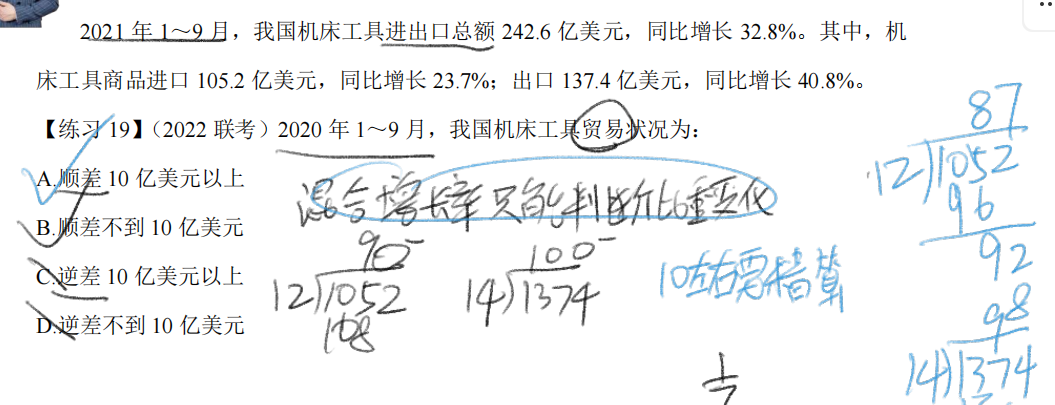 2021 年 1～9 月，我国机床工具进出口总额 242.6 亿美元，同比增长 32.8%。其中，机
床工具商品进口 105.2 亿美元，同比增长 23.7%；出口 137.4 亿美元，同比增长 40.8%。
【练习 19】（2022 联考）2020 年 1～9 月，我国机床工具贸易状况为：
A.顺差 10 亿美元以上
B.顺差不到 10 亿美元
C.逆差 10 亿美元以上
D.逆差不到 10 亿美元
混合增长率只能判断比重变化
90⁻
12)1052
108
100⁻
14)1374
10左右要精算
87
12)1052
96
92
98
14)1374
1/7